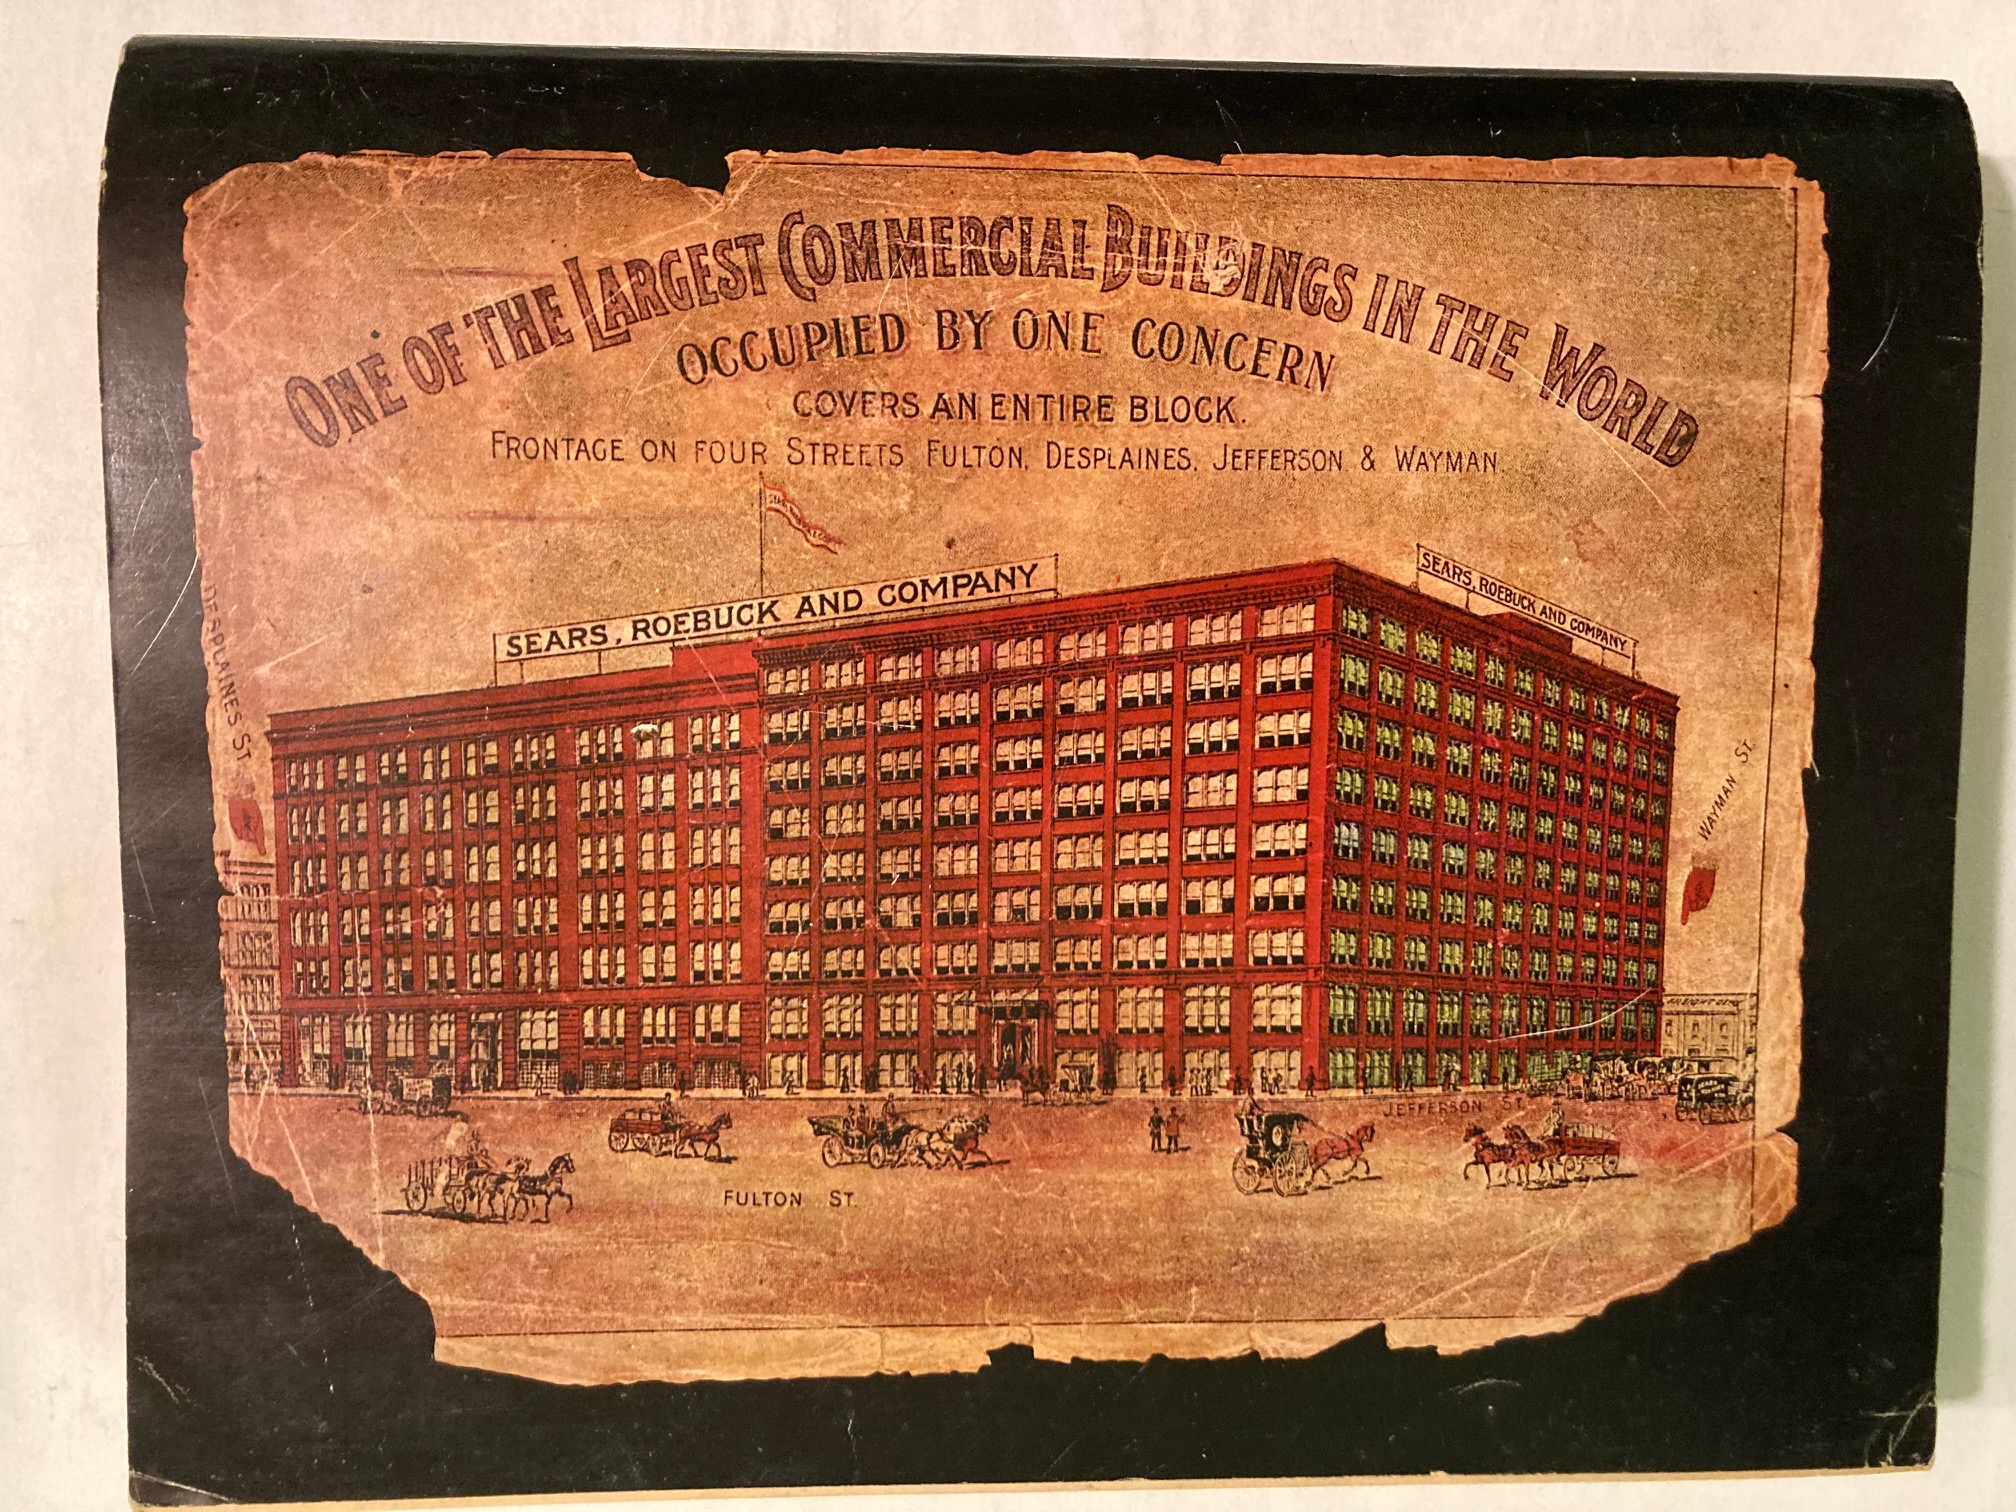 ONE OF THE LARGEST COMMERCIAL BUILDINGS IN THE WORLD
OCCUPIED BY ONE CONCERN
COVERS AN ENTIRE BLOCK.
FRONTAGE ON FOUR STREETS FULTON, DESPLAINES, JEFFERSON & WAYMAN.
SEARS, ROEBUCK AND COMPANY
SEARS, ROEBUCK AND COMPANY
DESPLAINES ST
WAYMAN ST.
JEFFERSON ST.
FULTON ST.